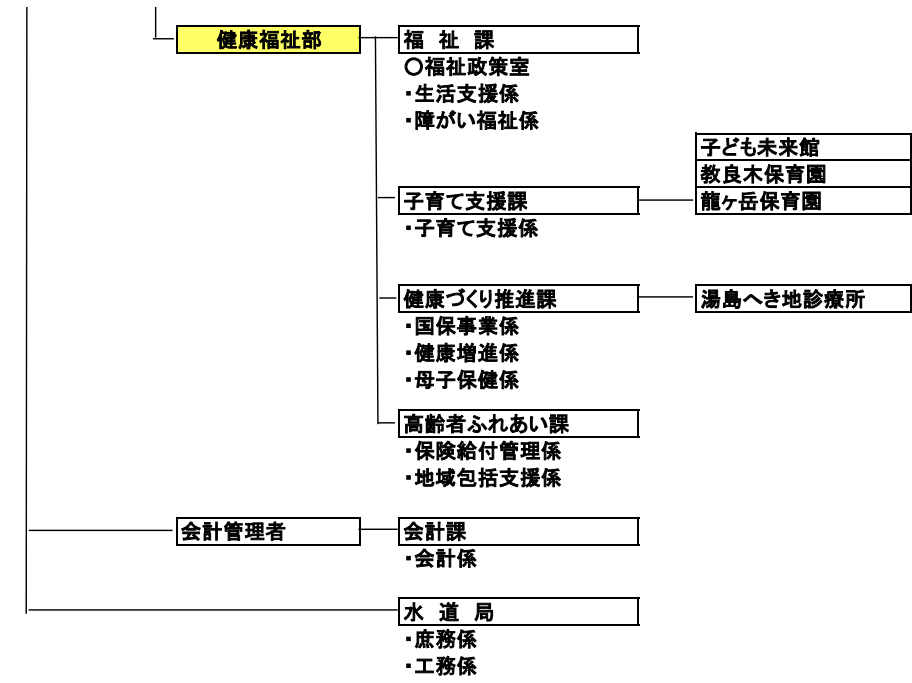 健康福祉部
福　祉　課
○福祉政策室
・生活支援係
・障がい福祉係
子ども未来館
教良木保育園
子育て支援課
龍ヶ岳保育園
・子育て支援係
健康づくり推進課
湯島へき地診療所
・国保事業係
・健康増進係
・母子保健係
高齢者ふれあい課
・保険給付管理係
・地域包括支援係
会計管理者
会計課
・会計係
水　道　局
・庶務係
・工務係